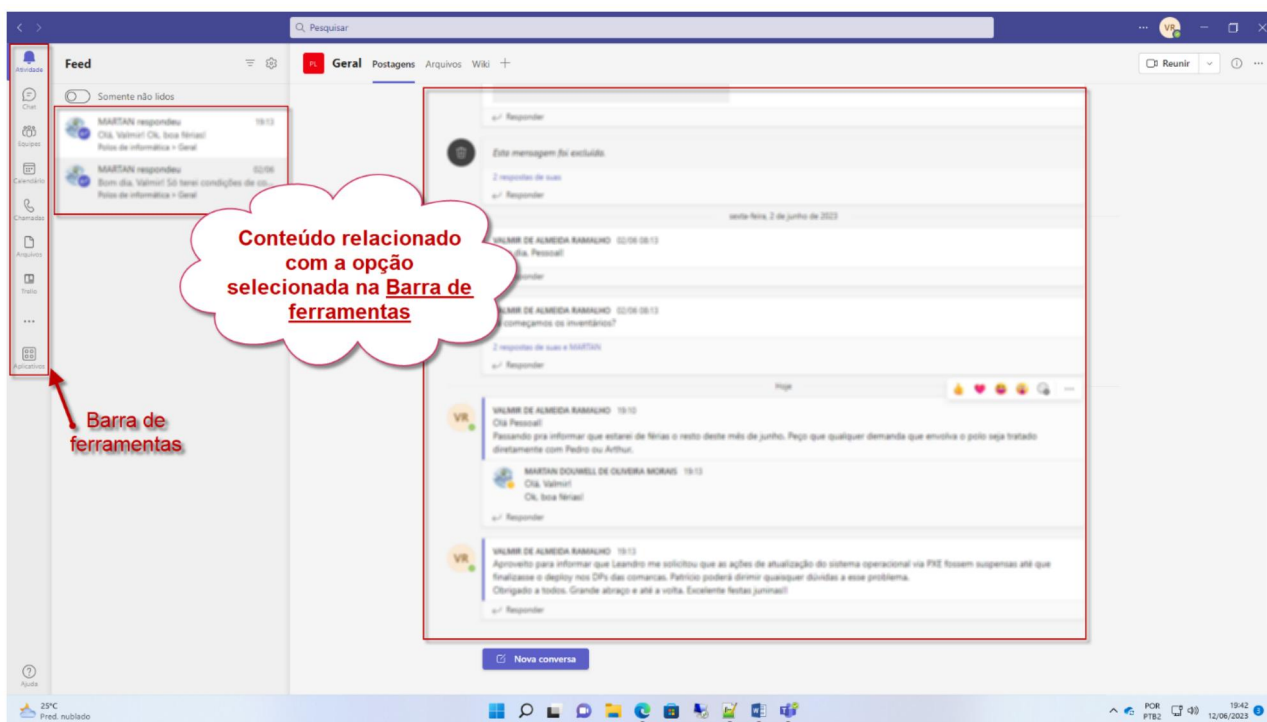 Pesquisar
VR
Atividade
Chat
Equipes
Calendário
Chamadas
Arquivos
Trello
Aplicativos
Ajuda
Feed
Somente não lidos
MARTAN respondeu 19:13
Olá, Valmir! Ok, boa férias!
Polos de informática > Geral
MARTAN respondeu 02/06
Bom dia, Valmir! Só terei condições de co...
Polos de informática > Geral
PL Geral Postagens Arquivos Wiki
Reunir
Responder
Esta mensagem foi excluída.
2 respostas de suas
Responder
sexta-feira, 2 de junho de 2023
VALMIR DE ALMEIDA RAMALHO 02/06 08:13
dia, Pessoal!
Responder
VALMIR DE ALMEIDA RAMALHO 02/06 08:13
começamos os inventários?
2 respostas de suas e MARTAN
Responder
Hoje
VR
VALMIR DE ALMEIDA RAMALHO 19:10
Olá Pessoal!
Passando pra informar que estarei de férias o resto deste mês de junho. Peço que qualquer demanda que envolva o polo seja tratado
diretamente com Pedro ou Arthur.
MARTAN DOUWELL DE OLIVEIRA MORAIS 19:13
Olá, Valmir!
Ok, boa férias!
Responder
VR
VALMIR DE ALMEIDA RAMALHO 19:13
Aproveito para informar que Leandro me solicitou que as ações de atualização do sistema operacional via PXE fossem suspensas até que
finalizasse o deploy nos DPs das comarcas. Patrício poderá dirimir quaisquer dúvidas a esse problema.
Obrigado a todos. Grande abraço e até a volta. Excelente festas juninas!!
Responder
Nova conversa
Conteúdo relacionado
com a opção
selecionada na Barra de
ferramentas
Barra de
ferramentas
25°C
Pred. nublado
POR
PTB2
19:42
12/06/2023
3